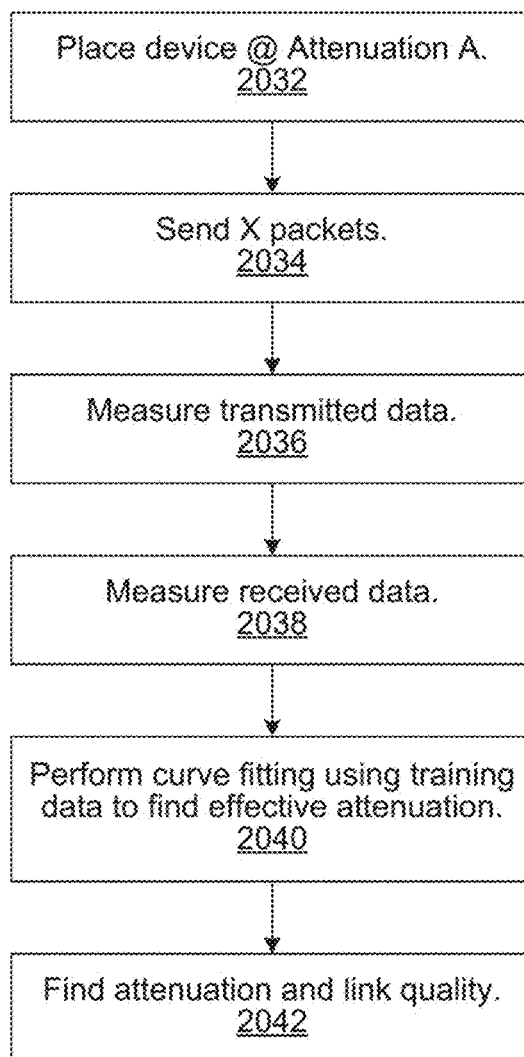 Place device @ Attenuation A.
2032
Send X packets.
2034
Measure transmitted data.
2036
Measure received data.
2038
Perform curve fitting using training
data to find effective attenuation.
2040
Find attenuation and link quality.
2042